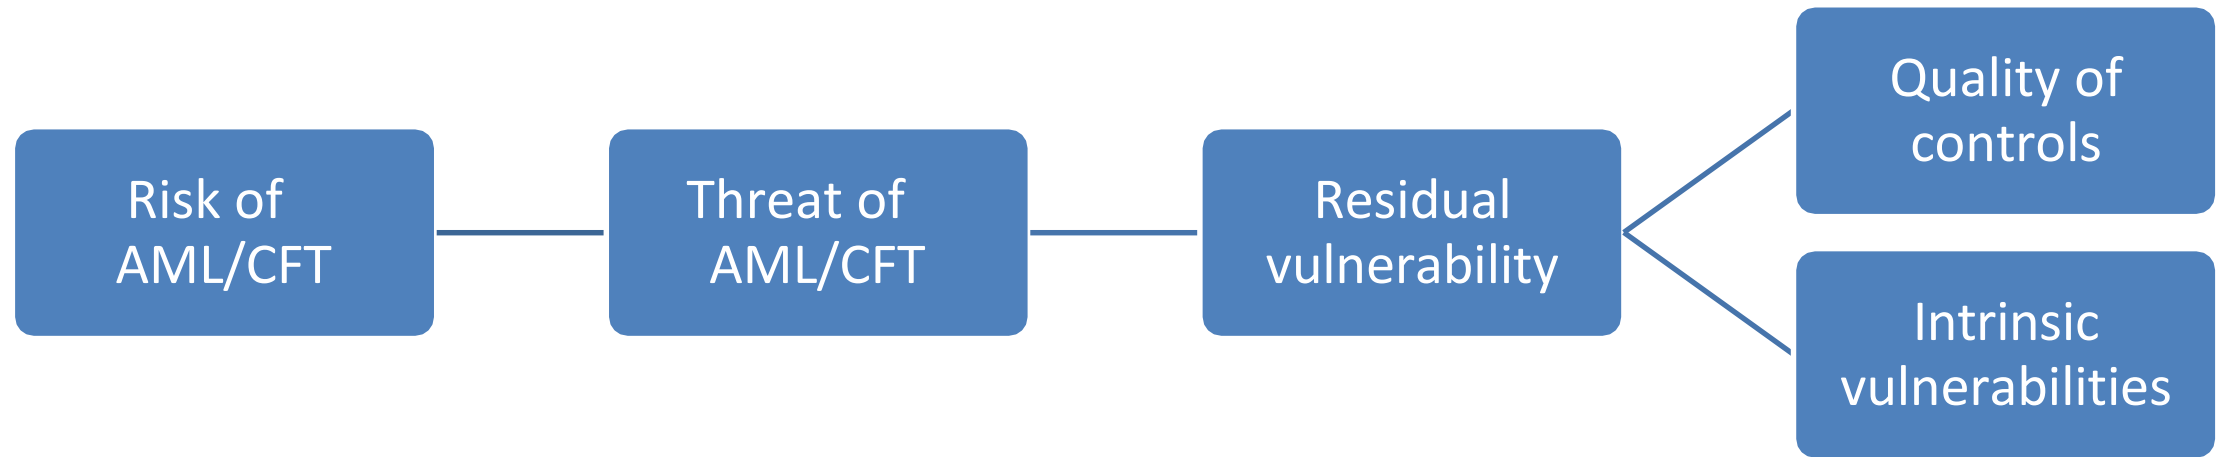 Risk of
AML/CFT
Threat of
AML/CFT
Residual
vulnerability
Quality of
controls
Intrinsic
vulnerabilities